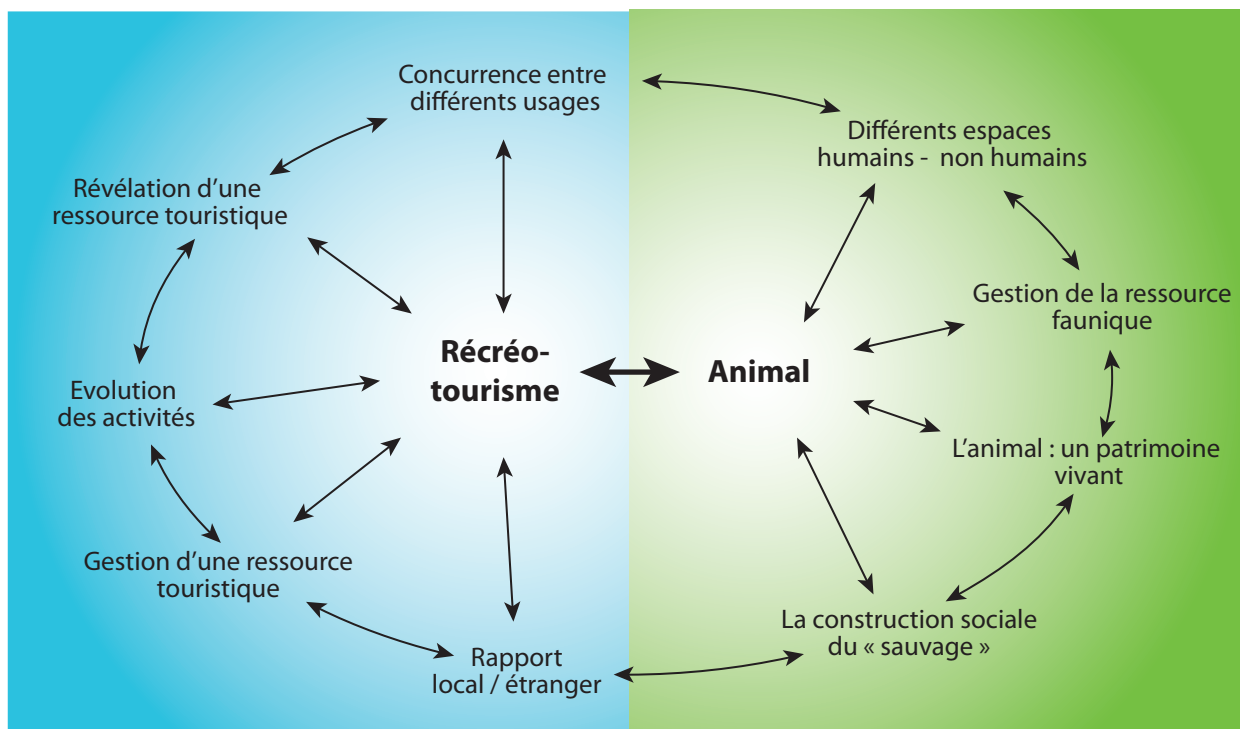 Concurrence entre
différents usages
Différents espaces
humains - non humains
Révélation d'une
ressource touristique
Gestion de la ressource
faunique
Récréo-
tourisme
Animal
Evolution
des activités
L'animal : un patrimoine
vivant
Gestion d'une ressource
touristique
La construction sociale
du « sauvage »
Rapport
local / étranger